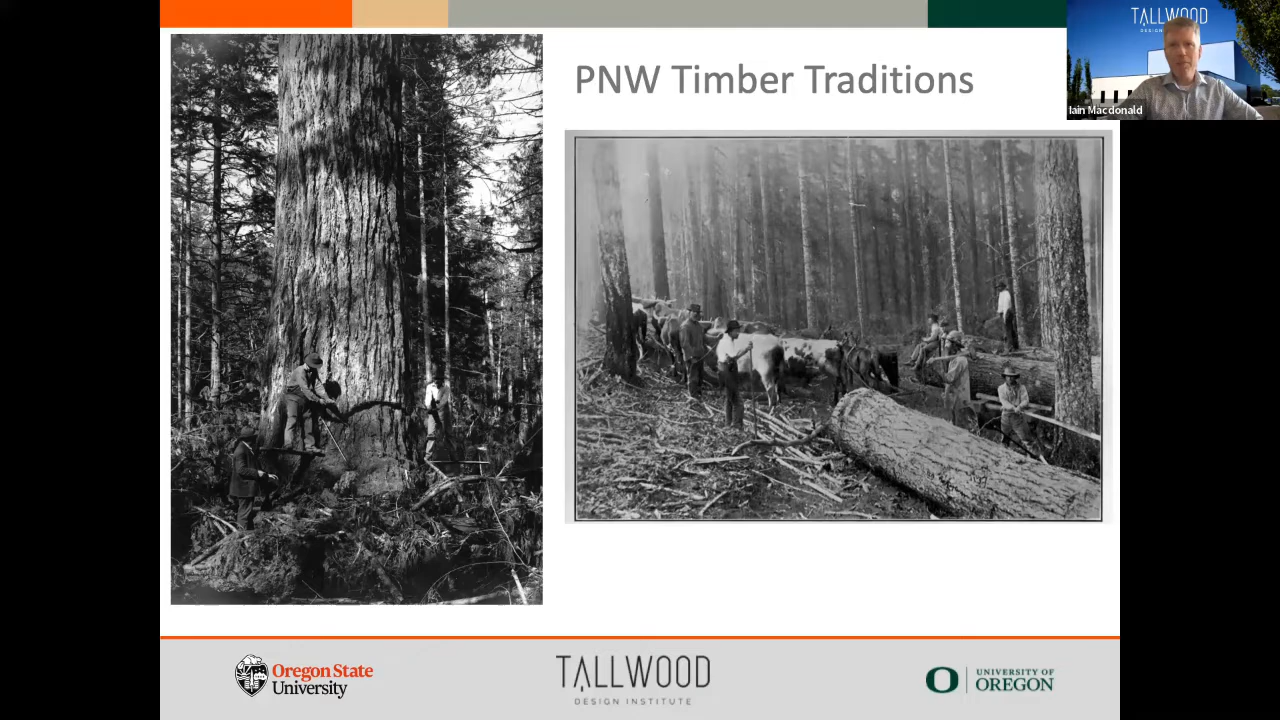 PNW Timber Traditions
TALLWOOD
Iain Macdonald
Oregon State
University
TALLWOOD
DESIGN INSTITUTE
UNIVERSITY OF
OREGON